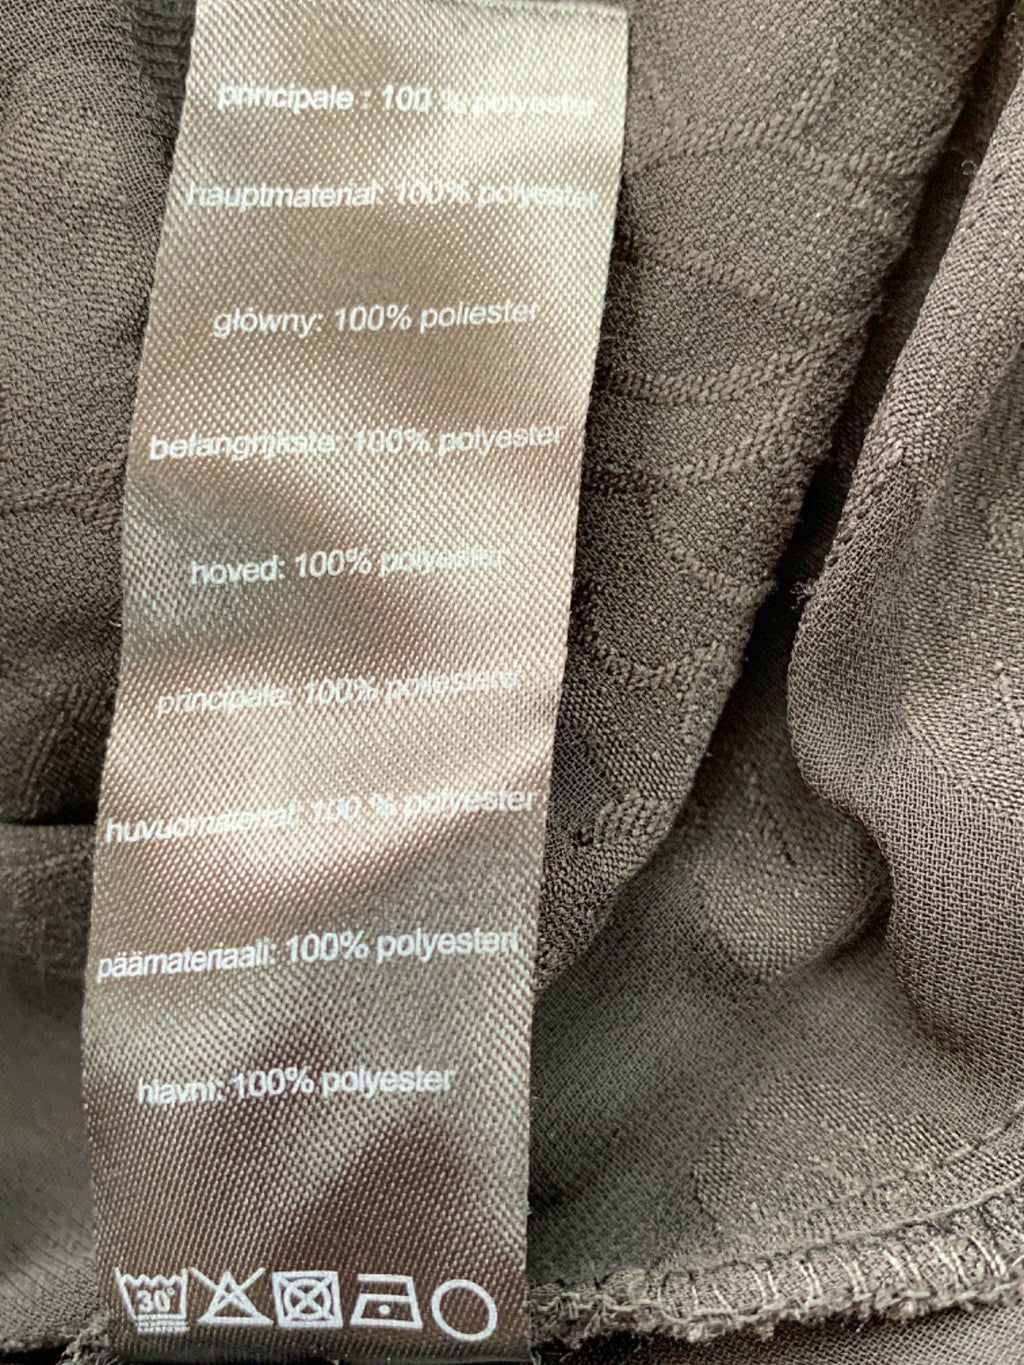 principale : 100 % polyester
hauptmaterial: 100% polyester
główny: 100% poliester
belangrijkste: 100% polyester
hoved: 100% polyester
principale: 100% poliestere
huvudmaterial: 100 % polyester
päämateriaali: 100% polyesteri
hlavní: 100% polyester
30°